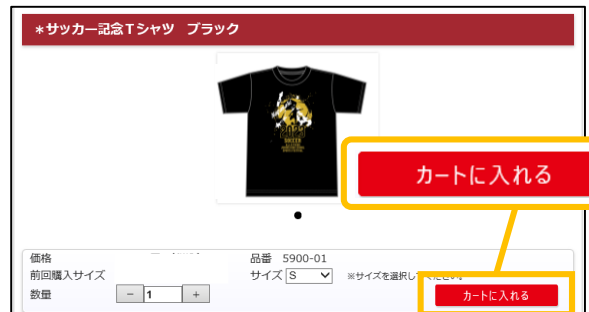 *サッカー記念Tシャツ ブラック
2023
SOCCER
カートに入れる
価格
品番 5900-01
前回購入サイズ
サイズ S
※サイズを選択して
数量
- 1 +
カートに入れる